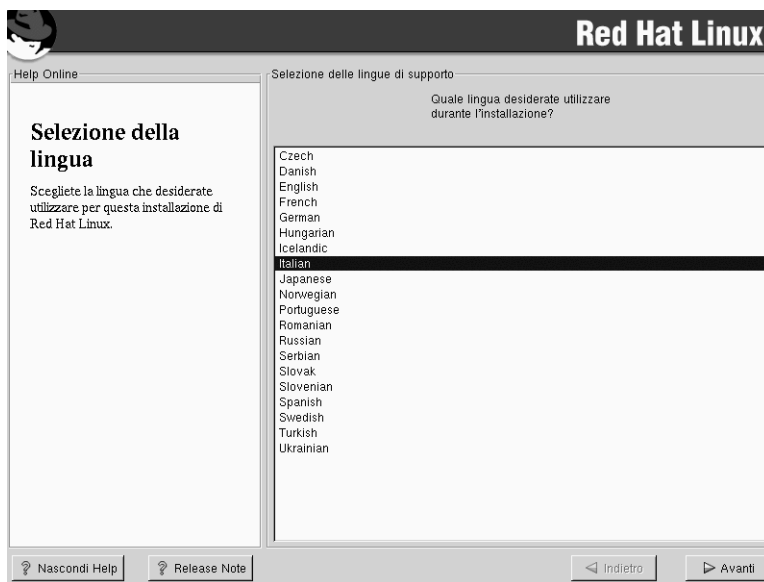 Red Hat Linux
Help Online
Selezione della
lingua
Scegliete la lingua che desiderate
utilizzare per questa installazione di
Red Hat Linux.
Selezione delle lingue di supporto
Quale lingua desiderate utilizzare
durante l'installazione?
Czech
Danish
English
French
German
Hungarian
Icelandic
Italian
Japanese
Norwegian
Portuguese
Romanian
Russian
Serbian
Slovak
Slovenian
Spanish
Swedish
Turkish
Ukrainian
? Nascondi Help
? Release Note
Indietro
Avanti